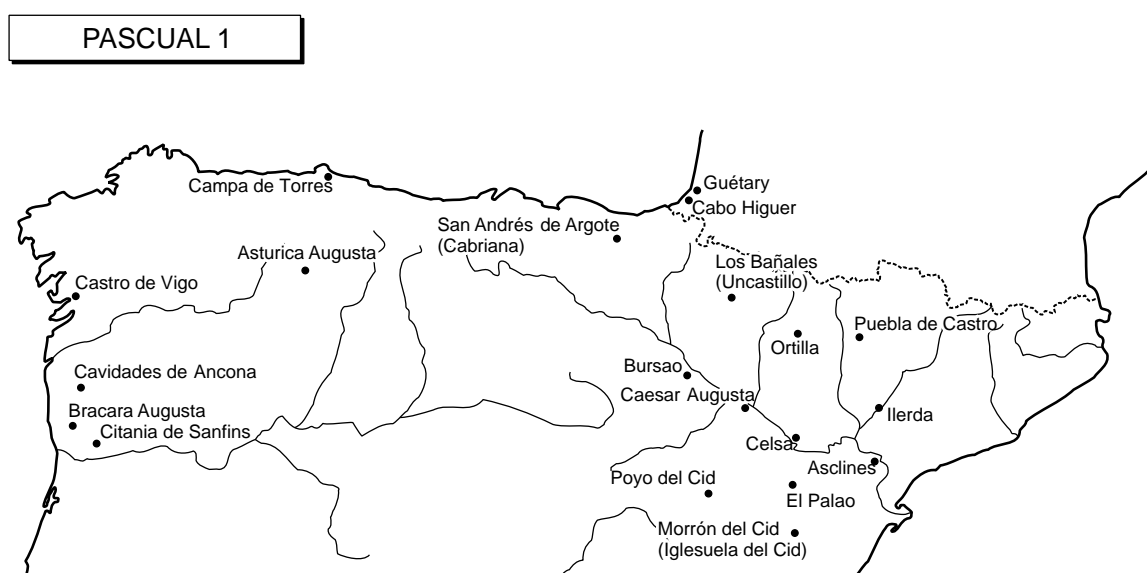 PASCUAL 1
Campa de Torres
Guétary
Cabo Higuer
San Andrés de Argote
(Cabriana)
Asturica Augusta
Los Bañales
(Uncastillo)
Castro de Vigo
Puebla de Castro
Ortilla
Bursao
Cavidades de Ancona
Caesar Augusta
Bracara Augusta
Ilerda
Citania de Sanfins
Celsa
Asclines
Poyo del Cid
El Palao
Morrón del Cid
(Iglesuela del Cid)